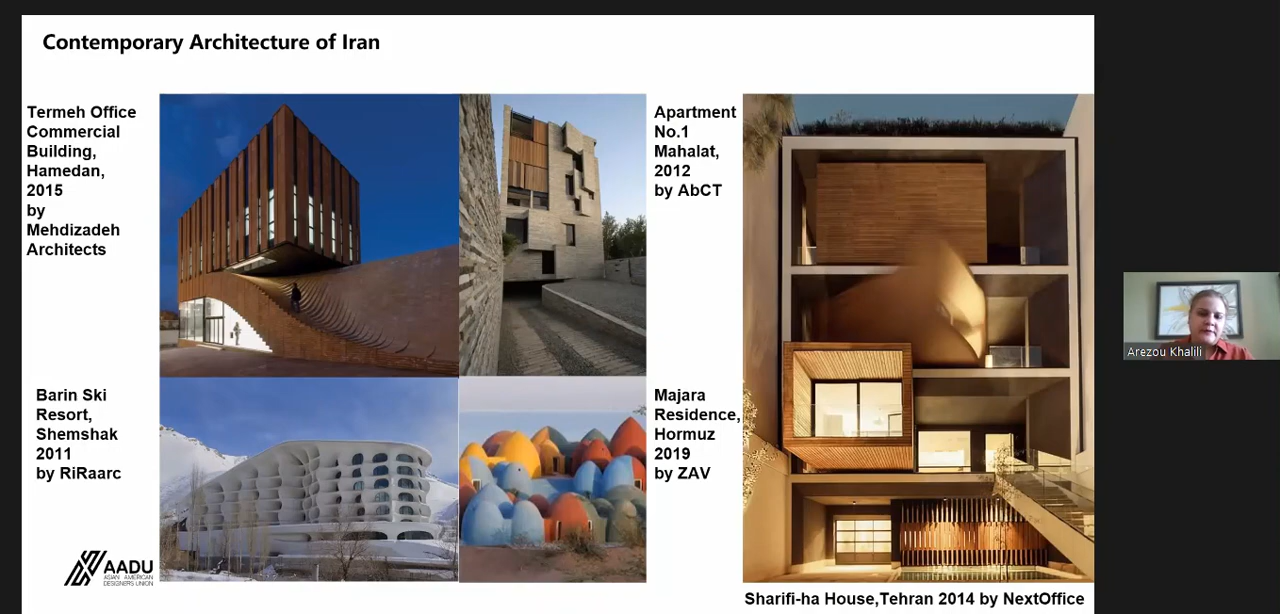 Contemporary Architecture of Iran
Termeh Office
Commercial
Building,
Hamedan,
2015
by
Mehdizadeh
Architects
Apartment
No.1
Mahalat,
2012
by AbCT
Barin Ski
Resort,
Shemshak
2011
by RiRaarc
Majara
Residence,
Hormuz
2019
by ZAV
Sharifi-ha House,Tehran 2014 by NextOffice
AADU
ASIAN AMERICAN
DESIGNERS UNION
Arezou Khalili